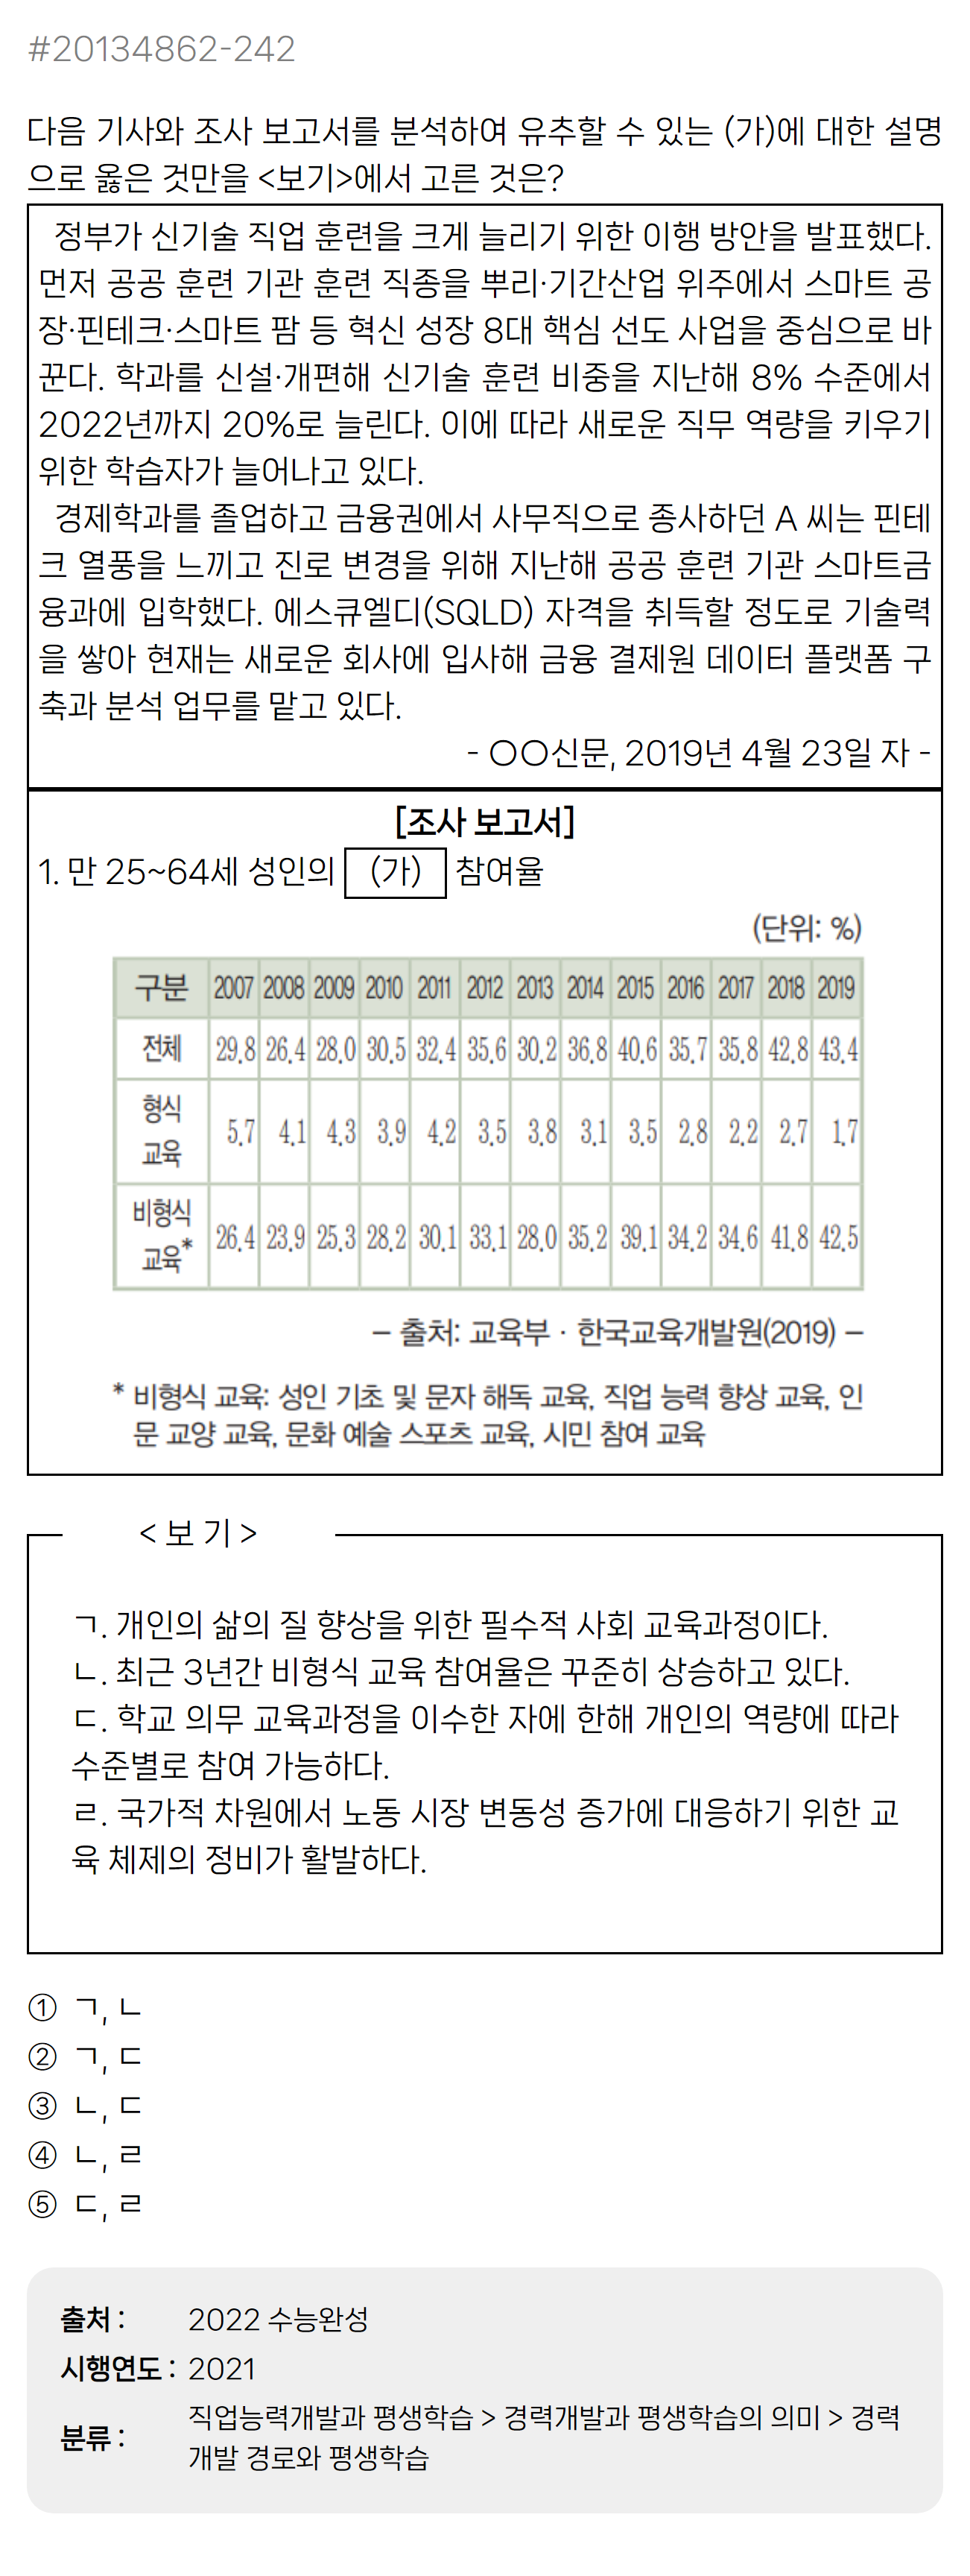 #20134862-242
다음 기사와 조사 보고서를 분석하여 유추할 수 있는 (가)에 대한 설명
으로 옳은 것만을 <보기>에서 고른 것은?
정부가 신기술 직업 훈련을 크게 늘리기 위한 이행 방안을 발표했다.
먼저 공공 훈련 기관 훈련 직종을 뿌리·기간산업 위주에서 스마트 공
장·핀테크·스마트 팜 등 혁신 성장 8대 핵심 선도 사업을 중심으로 바
꾼다. 학과를 신설·개편해 신기술 훈련 비중을 지난해 8% 수준에서
2022년까지 20%로 늘린다. 이에 따라 새로운 직무 역량을 키우기
위한 학습자가 늘어나고 있다.
경제학과를 졸업하고 금융권에서 사무직으로 종사하던 A 씨는 핀테
크 열풍을 느끼고 진로 변경을 위해 지난해 공공 훈련 기관 스마트금
융과에 입학했다. 에스큐엘디(SQLD) 자격을 취득할 정도로 기술력
을 쌓아 현재는 새로운 회사에 입사해 금융 결제원 데이터 플랫폼 구
축과 분석 업무를 맡고 있다.
- ○○신문, 2019년 4월 23일 자 -
[조사 보고서]
1. 만 25~64세 성인의 (가) 참여율
(단위: %)
구분 2007 2008 2009 2010 2011 2012 2013 2014 2015 2016 2017 2018 2019
전체 29.8 26.4 28.0 30.5 32.4 35.6 30.2 36.8 40.6 35.7 35.8 42.8 43.4
형식
교육 5.7 4.1 4.3 3.9 4.2 3.5 3.8 3.1 3.5 2.8 2.2 2.7 1.7
비형식
교육* 26.4 23.9 25.3 28.2 30.1 33.1 28.0 35.2 39.1 34.2 34.6 41.8 42.5
– 출처: 교육부 · 한국교육개발원(2019) –
* 비형식 교육: 성인 기초 및 문자 해독 교육, 직업 능력 향상 교육, 인
문 교양 교육, 문화 예술 스포츠 교육, 시민 참여 교육
< 보 기 >
ㄱ. 개인의 삶의 질 향상을 위한 필수적 사회 교육과정이다.
ㄴ. 최근 3년간 비형식 교육 참여율은 꾸준히 상승하고 있다.
ㄷ. 학교 의무 교육과정을 이수한 자에 한해 개인의 역량에 따라
수준별로 참여 가능하다.
ㄹ. 국가적 차원에서 노동 시장 변동성 증가에 대응하기 위한 교
육 체제의 정비가 활발하다.
① ㄱ, ㄴ
② ㄱ, ㄷ
③ ㄴ, ㄷ
④ ㄴ, ㄹ
⑤ ㄷ, ㄹ
출처 : 2022 수능완성
시행연도 : 2021
분류 : 직업능력개발과 평생학습 > 경력개발과 평생학습의 의미 > 경력
개발 경로와 평생학습